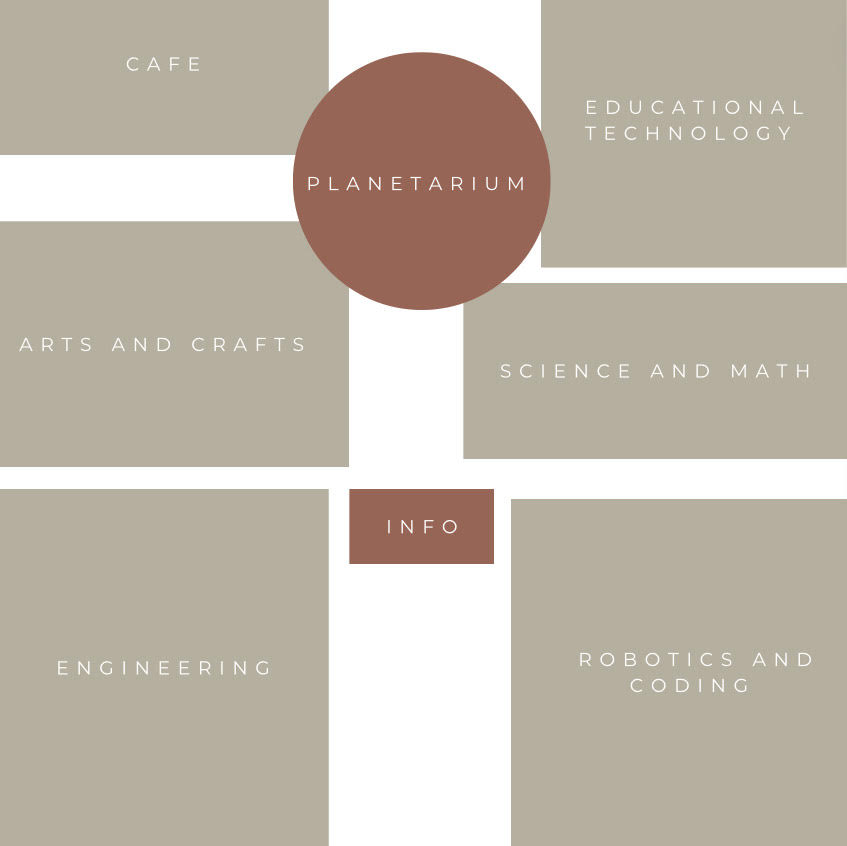 CAFE
EDUCATIONAL
TECHNOLOGY
PLANETARIUM
ARTS AND CRAFTS
SCIENCE AND MATH
INFO
ENGINEERING
ROBOTICS AND
CODING